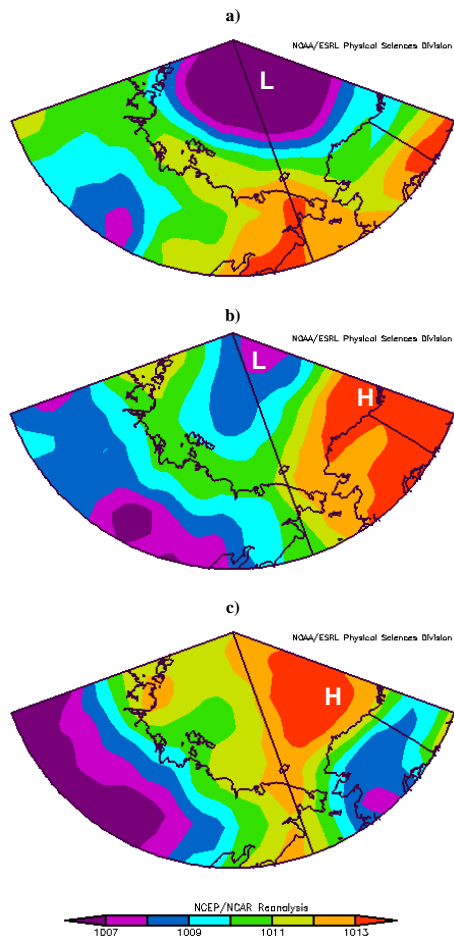 a)
NOAA/ESRL Physical Sciences Division
L
b)
NOAA/ESRL Physical Sciences Division
L
H
c)
NOAA/ESRL Physical Sciences Division
H
NCEP/NCAR Reanalysis
1007 1009 1011 1013